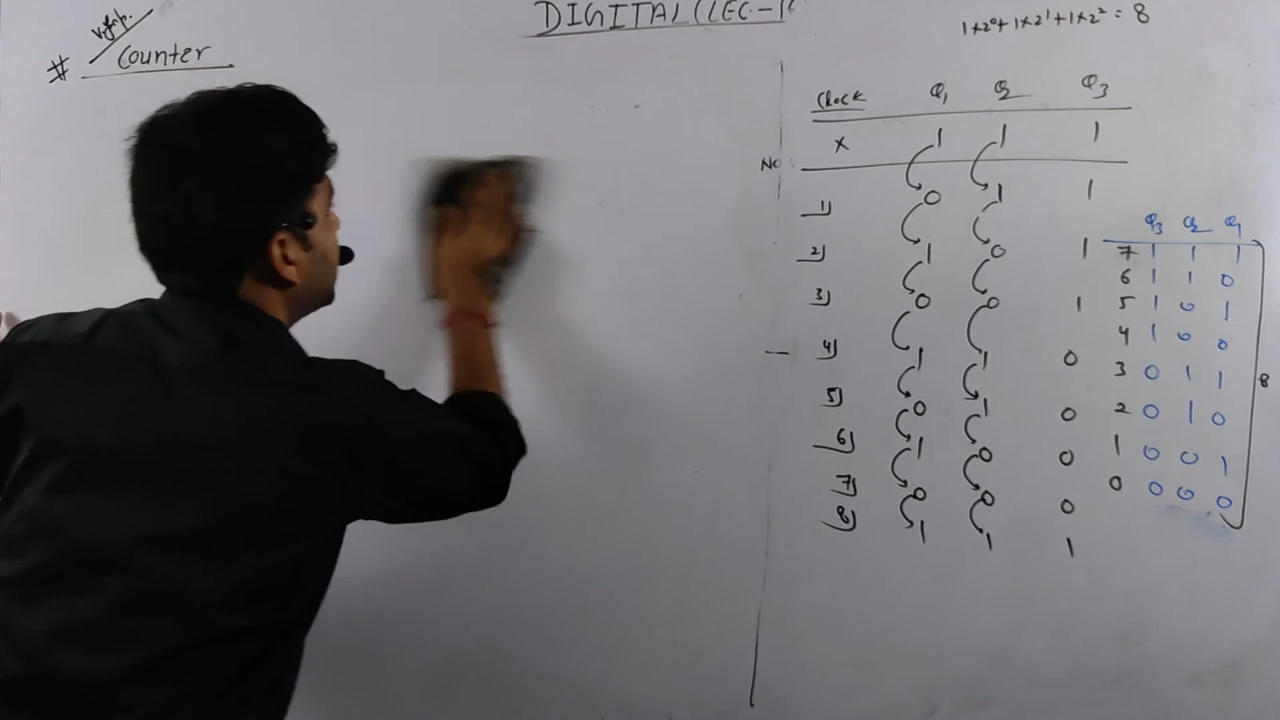 DIGITAL (LEC-1
1×2⁰+1×2¹+1×2² = 8
V.Imp.
# Counter
Clock Q₁ Q₂ Q₃
No x 1 1 1
1) 0 1 1
2) 1 0 1
3) 0 0 1
4) 1 1 0
5) 0 1 0
6) 1 0 0
7) 0 0 0
8) 1 1 1
Q₃ Q₂ Q₁
7 1 1 1
6 1 1 0
5 1 0 1
4 1 0 0
3 0 1 1
2 0 1 0
1 0 0 1
0 0 0 0
8